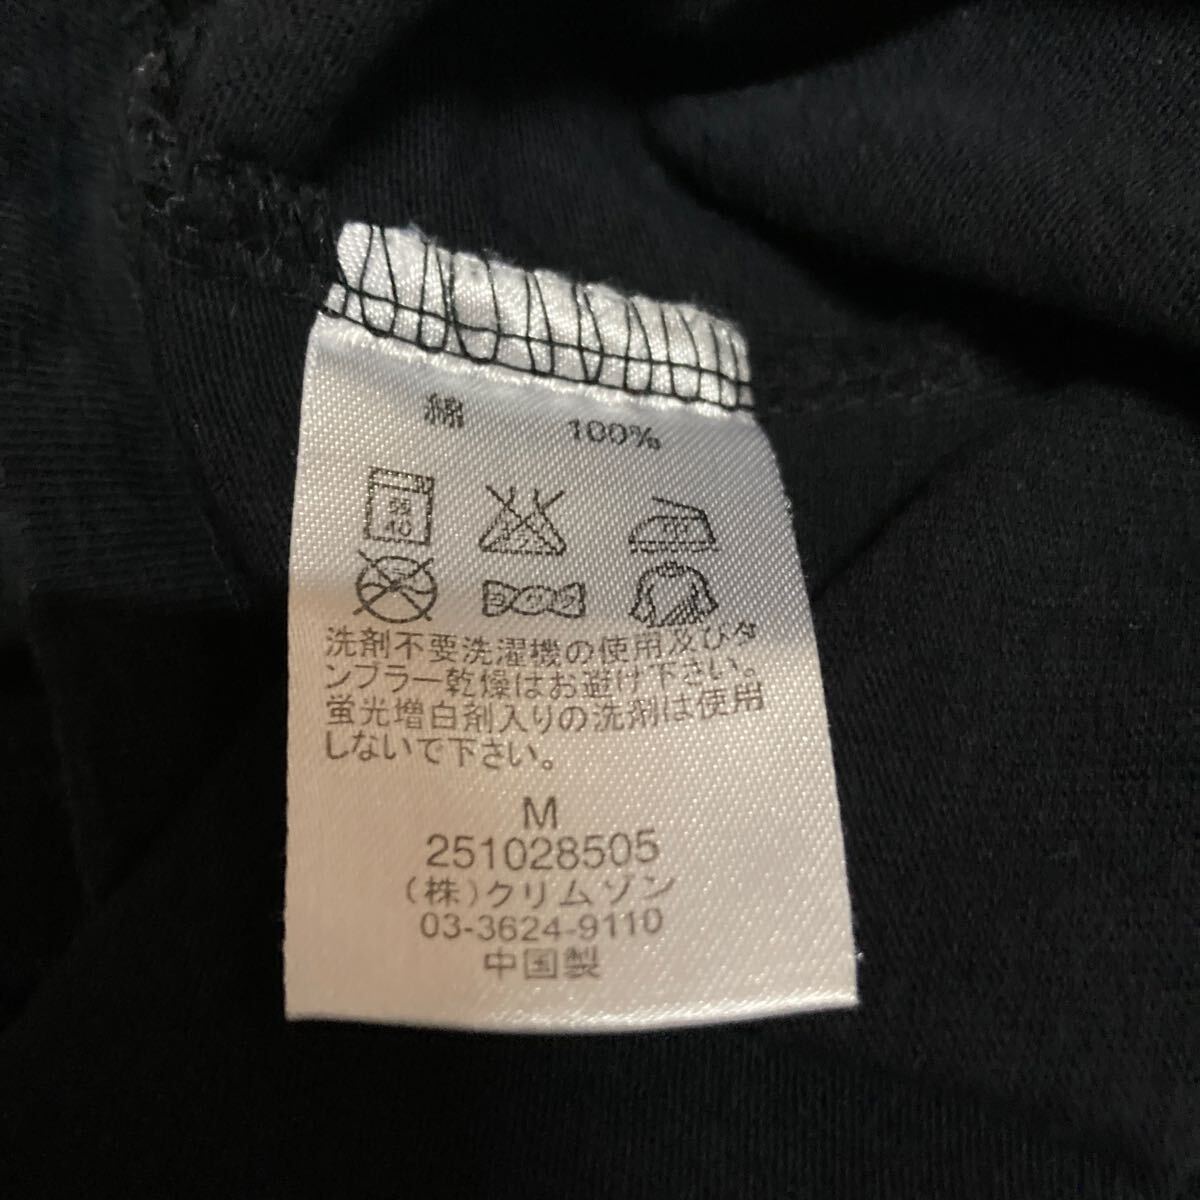 綿 100%
40
洗剤不要洗濯機の使用及びタ
ンブラー乾燥はお避け下さい。
蛍光増白剤入りの洗剤は使用
しないで下さい。
M
251028505
(株)クリムゾン
03-3624-9110
中国製